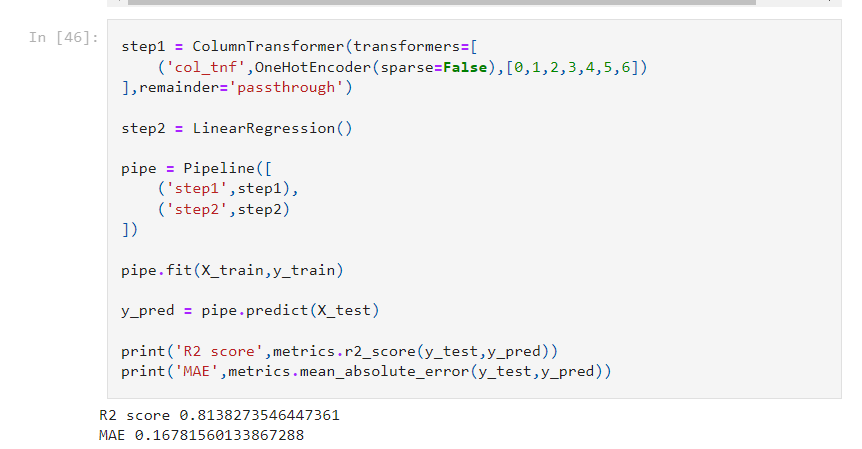 In [46]:
step1 = ColumnTransformer(transformers=[
    ('col_tnf',OneHotEncoder(sparse=False),[0,1,2,3,4,5,6])
],remainder='passthrough')
step2 = LinearRegression()
pipe = Pipeline([
    ('step1',step1),
    ('step2',step2)
])
pipe.fit(X_train,y_train)
y_pred = pipe.predict(X_test)
print('R2 score',metrics.r2_score(y_test,y_pred))
print('MAE',metrics.mean_absolute_error(y_test,y_pred))
R2 score 0.8138273546447361
MAE 0.16781560133867288